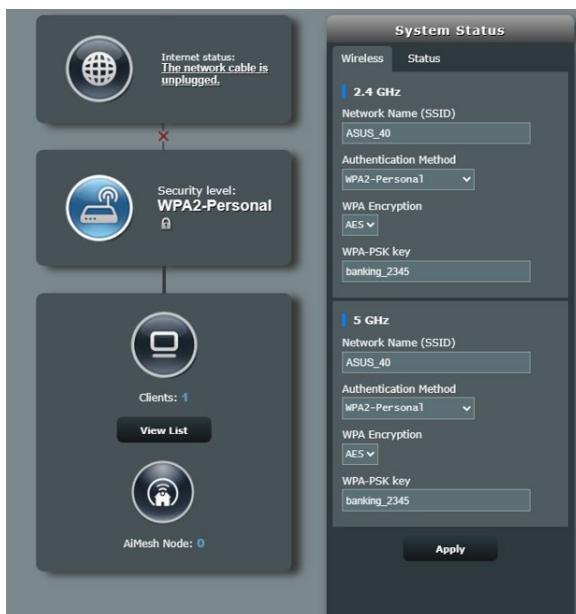 Internet status:
The network cable is
unplugged.
Security level:
WPA2-Personal
Clients: 1
View List
AiMesh Node: 0
System Status
Wireless Status
2.4 GHz
Network Name (SSID)
ASUS_40
Authentication Method
WPA2-Personal
WPA Encryption
AES
WPA-PSK key
banking_2345
5 GHz
Network Name (SSID)
ASUS_40
Authentication Method
WPA2-Personal
WPA Encryption
AES
WPA-PSK key
banking_2345
Apply